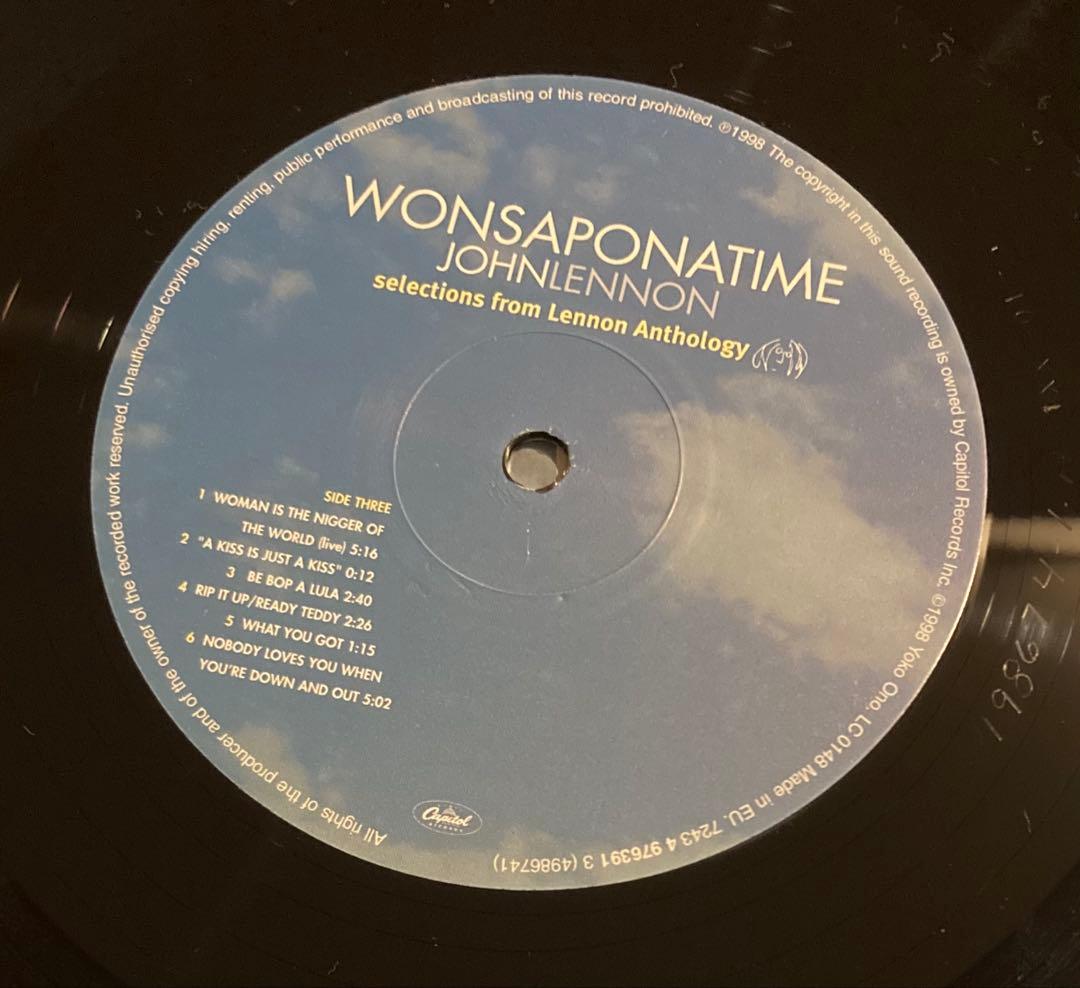 WONSAPONATIME
JOHNLENNON
selections from Lennon Anthology
SIDE THREE
1 WOMAN IS THE NIGGER OF
THE WORLD (live) 5:16
2 "A KISS IS JUST A KISS" 0:12
3 BE BOP A LULA 2:40
4 RIP IT UP/READY TEDDY 2:26
5 WHAT YOU GOT 1:15
6 NOBODY LOVES YOU WHEN
YOU'RE DOWN AND OUT 5:02
Capitol
RECORDS
All rights of the producer and of the owner of the recorded work reserved. Unauthorised copying hiring, renting, public performance and broadcasting of this record prohibited. ℗1998 The copyright in this sound recording is owned by Capitol Records Inc. ©1998 Yoko Ono. LC 0148 Made in EU. 7243 4 976391 3 (4986741)